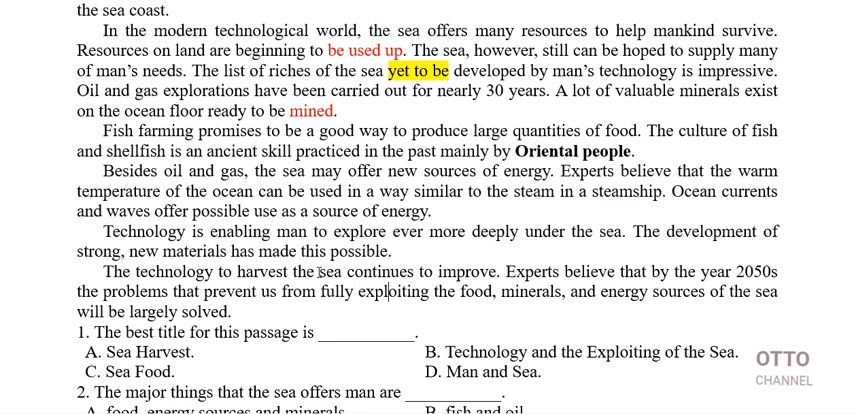 the sea coast.
In the modern technological world, the sea offers many resources to help mankind survive.
Resources on land are beginning to be used up. The sea, however, still can be hoped to supply many
of man's needs. The list of riches of the sea yet to be developed by man's technology is impressive.
Oil and gas explorations have been carried out for nearly 30 years. A lot of valuable minerals exist
on the ocean floor ready to be mined.
Fish farming promises to be a good way to produce large quantities of food. The culture of fish
and shellfish is an ancient skill practiced in the past mainly by Oriental people.
Besides oil and gas, the sea may offer new sources of energy. Experts believe that the warm
temperature of the ocean can be used in a way similar to the steam in a steamship. Ocean currents
and waves offer possible use as a source of energy.
Technology is enabling man to explore ever more deeply under the sea. The development of
strong, new materials has made this possible.
The technology to harvest the sea continues to improve. Experts believe that by the year 2050s
the problems that prevent us from fully exploiting the food, minerals, and energy sources of the sea
will be largely solved.
1. The best title for this passage is ___________.
A. Sea Harvest. B. Technology and the Exploiting of the Sea.
C. Sea Food. D. Man and Sea.
2. The major things that the sea offers man are ___________.
A. food, energy sources and minerals B. fish and oil
OTTO
CHANNEL